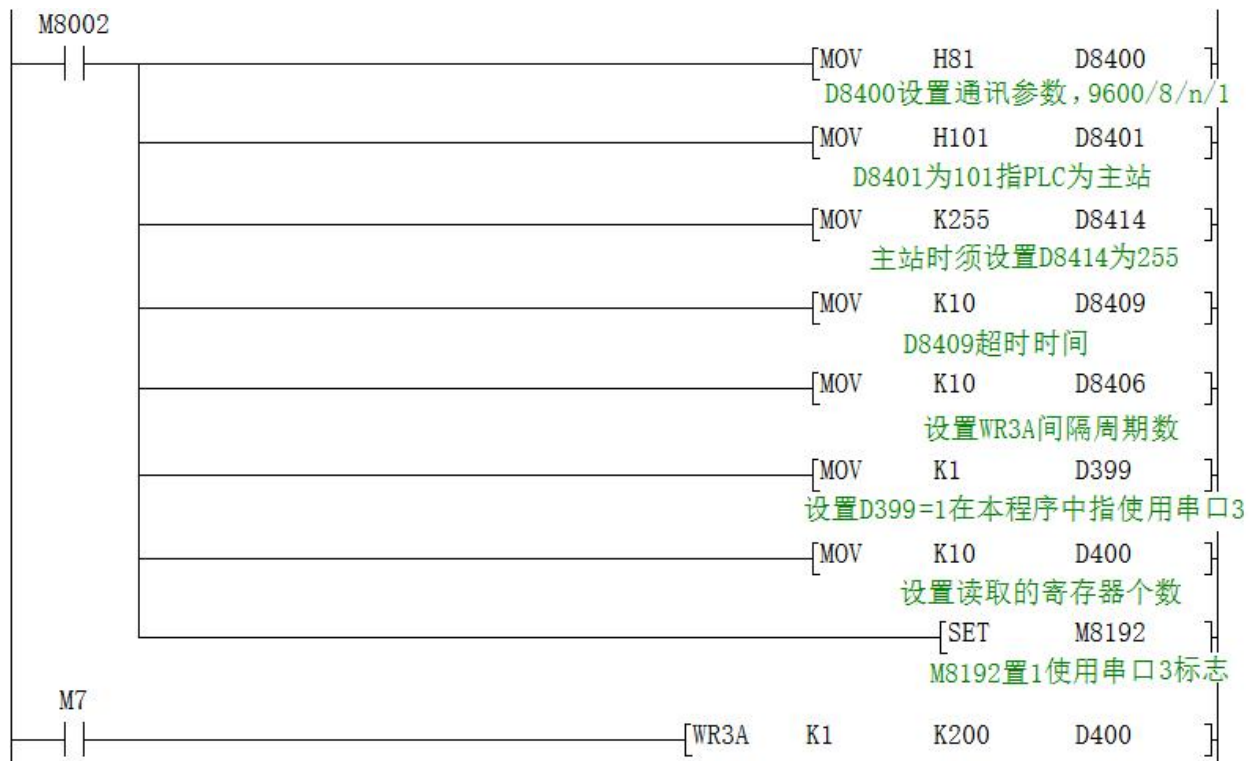 M8002
[MOV H81 D8400 ]
D8400设置通讯参数,9600/8/n/1
[MOV H101 D8401 ]
D8401为101指PLC为主站
[MOV K255 D8414 ]
主站时须设置D8414为255
[MOV K10 D8409 ]
D8409超时时间
[MOV K10 D8406 ]
设置WR3A间隔周期数
[MOV K1 D399 ]
设置D399=1在本程序中指使用串口3
[MOV K10 D400 ]
设置读取的寄存器个数
[SET M8192 ]
M8192置1使用串口3标志
M7
[WR3A K1 K200 D400 ]